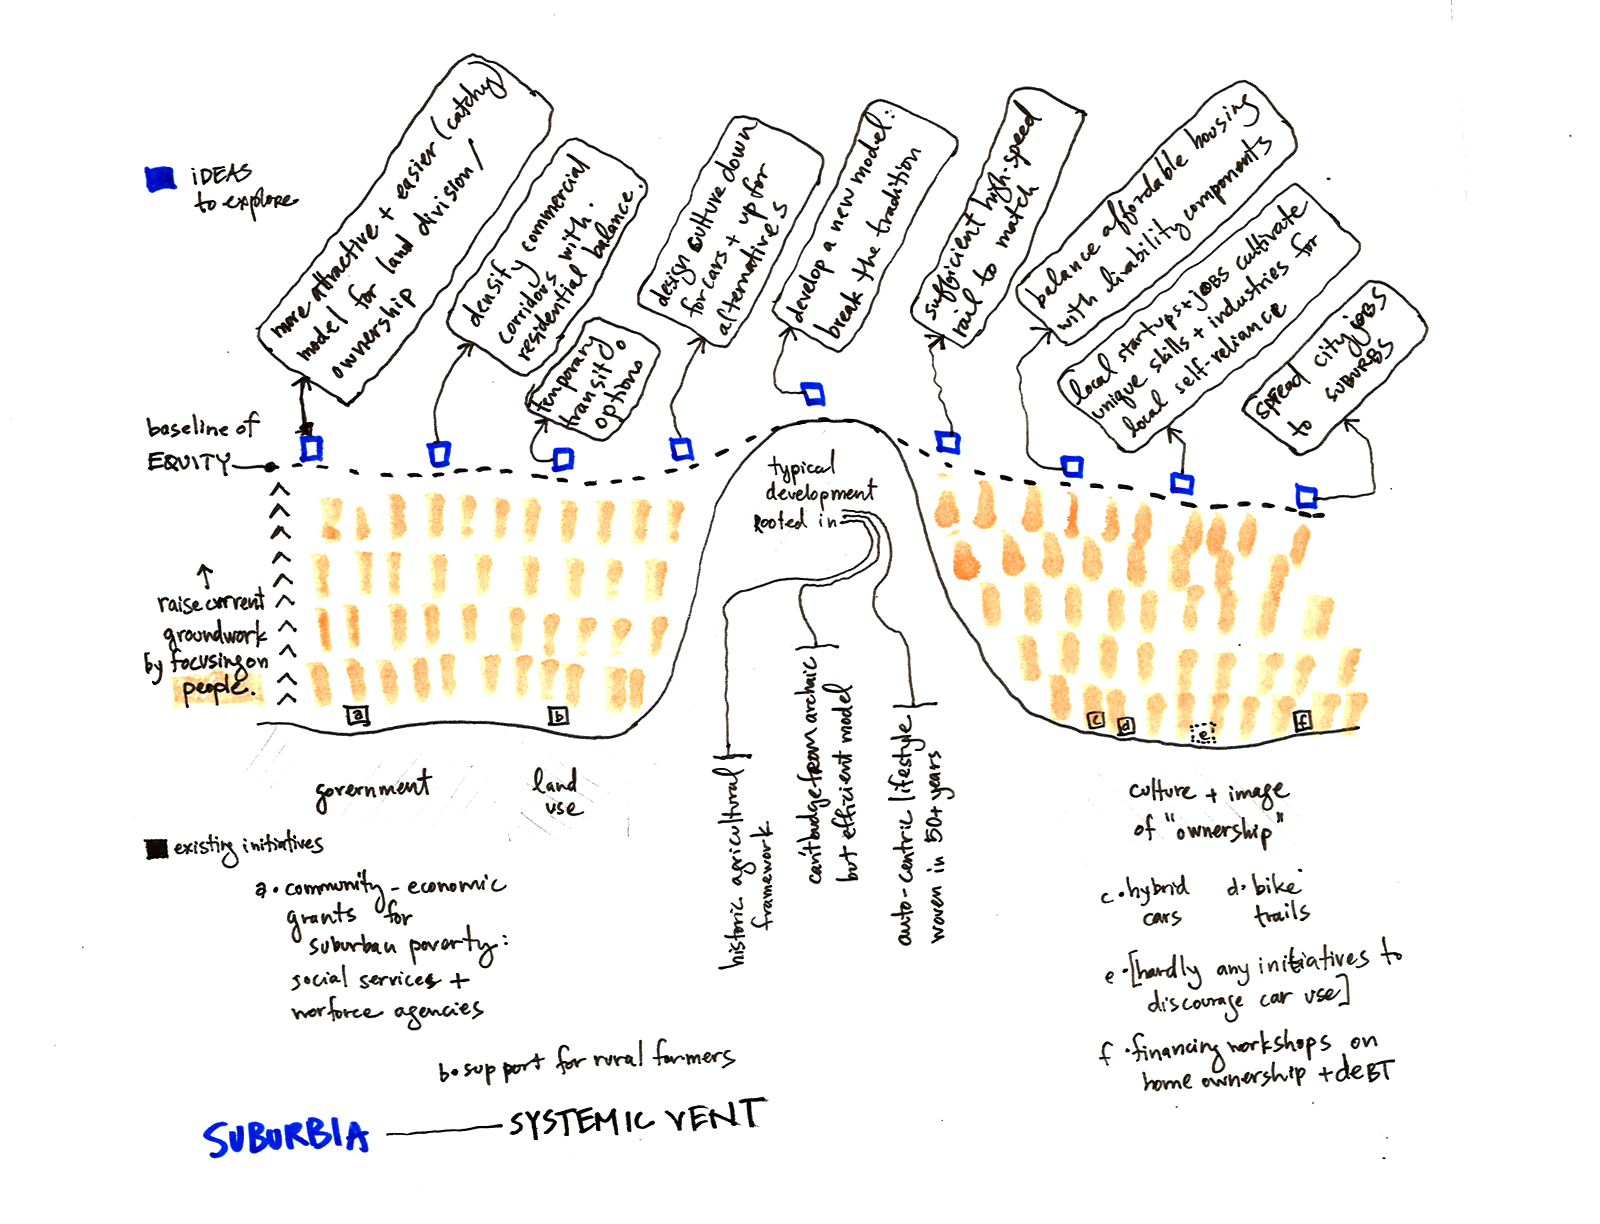 IDEAS
to explore
more attractive + easier (catchy
model for land division/
ownership
densify commercial
corridors with
residential balance.
temporary
transit
options
design culture down
for cars + up for
alternatives
develop a new model:
break the tradition
sufficient high-speed
rail to match
balance affordable housing
with livability components
local startups + jobs cultivate
unique skills + industries for
local self-reliance
spread city jobs
to suburbs
baseline of
EQUITY
raise current
groundwork
by focusing on
people.
typical
development
rooted in
historic agricultural
framework
can't budge from archaic
but efficient model
auto-centric lifestyle
woven in 50+ years
a
b
c
d
e
f
government
land
use
culture + image
of "ownership"
existing initiatives
a. community-economic
grants for
suburban poverty:
social services +
worforce agencies
b. support for rural farmers
c. hybrid
cars
d. bike
trails
e. [hardly any initiatives to
discourage car use]
f. financing workshops on
home ownership + debt
SUBURBIA — SYSTEMIC VENT